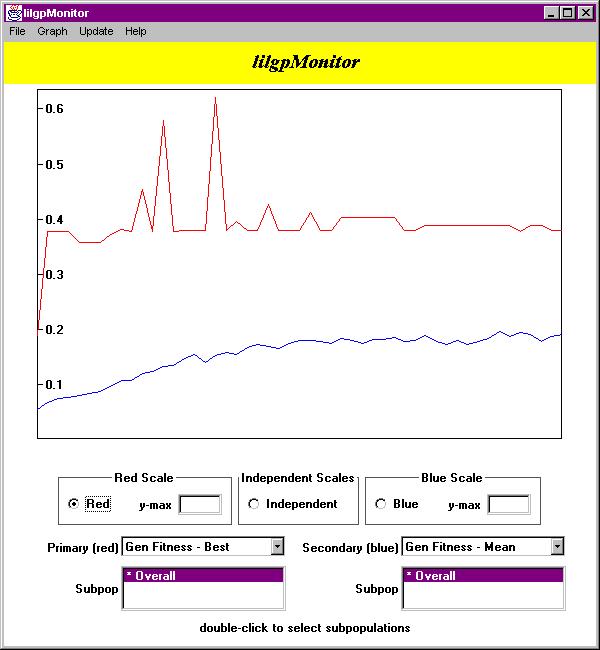 lilgpMonitor
File Graph Update Help
lilgpMonitor
0.6
0.5
0.4
0.3
0.2
0.1
Red Scale Independent Scales Blue Scale
Red y-max Independent Blue y-max
Primary (red) Gen Fitness - Best Secondary (blue) Gen Fitness - Mean
Subpop * Overall Subpop * Overall
double-click to select subpopulations